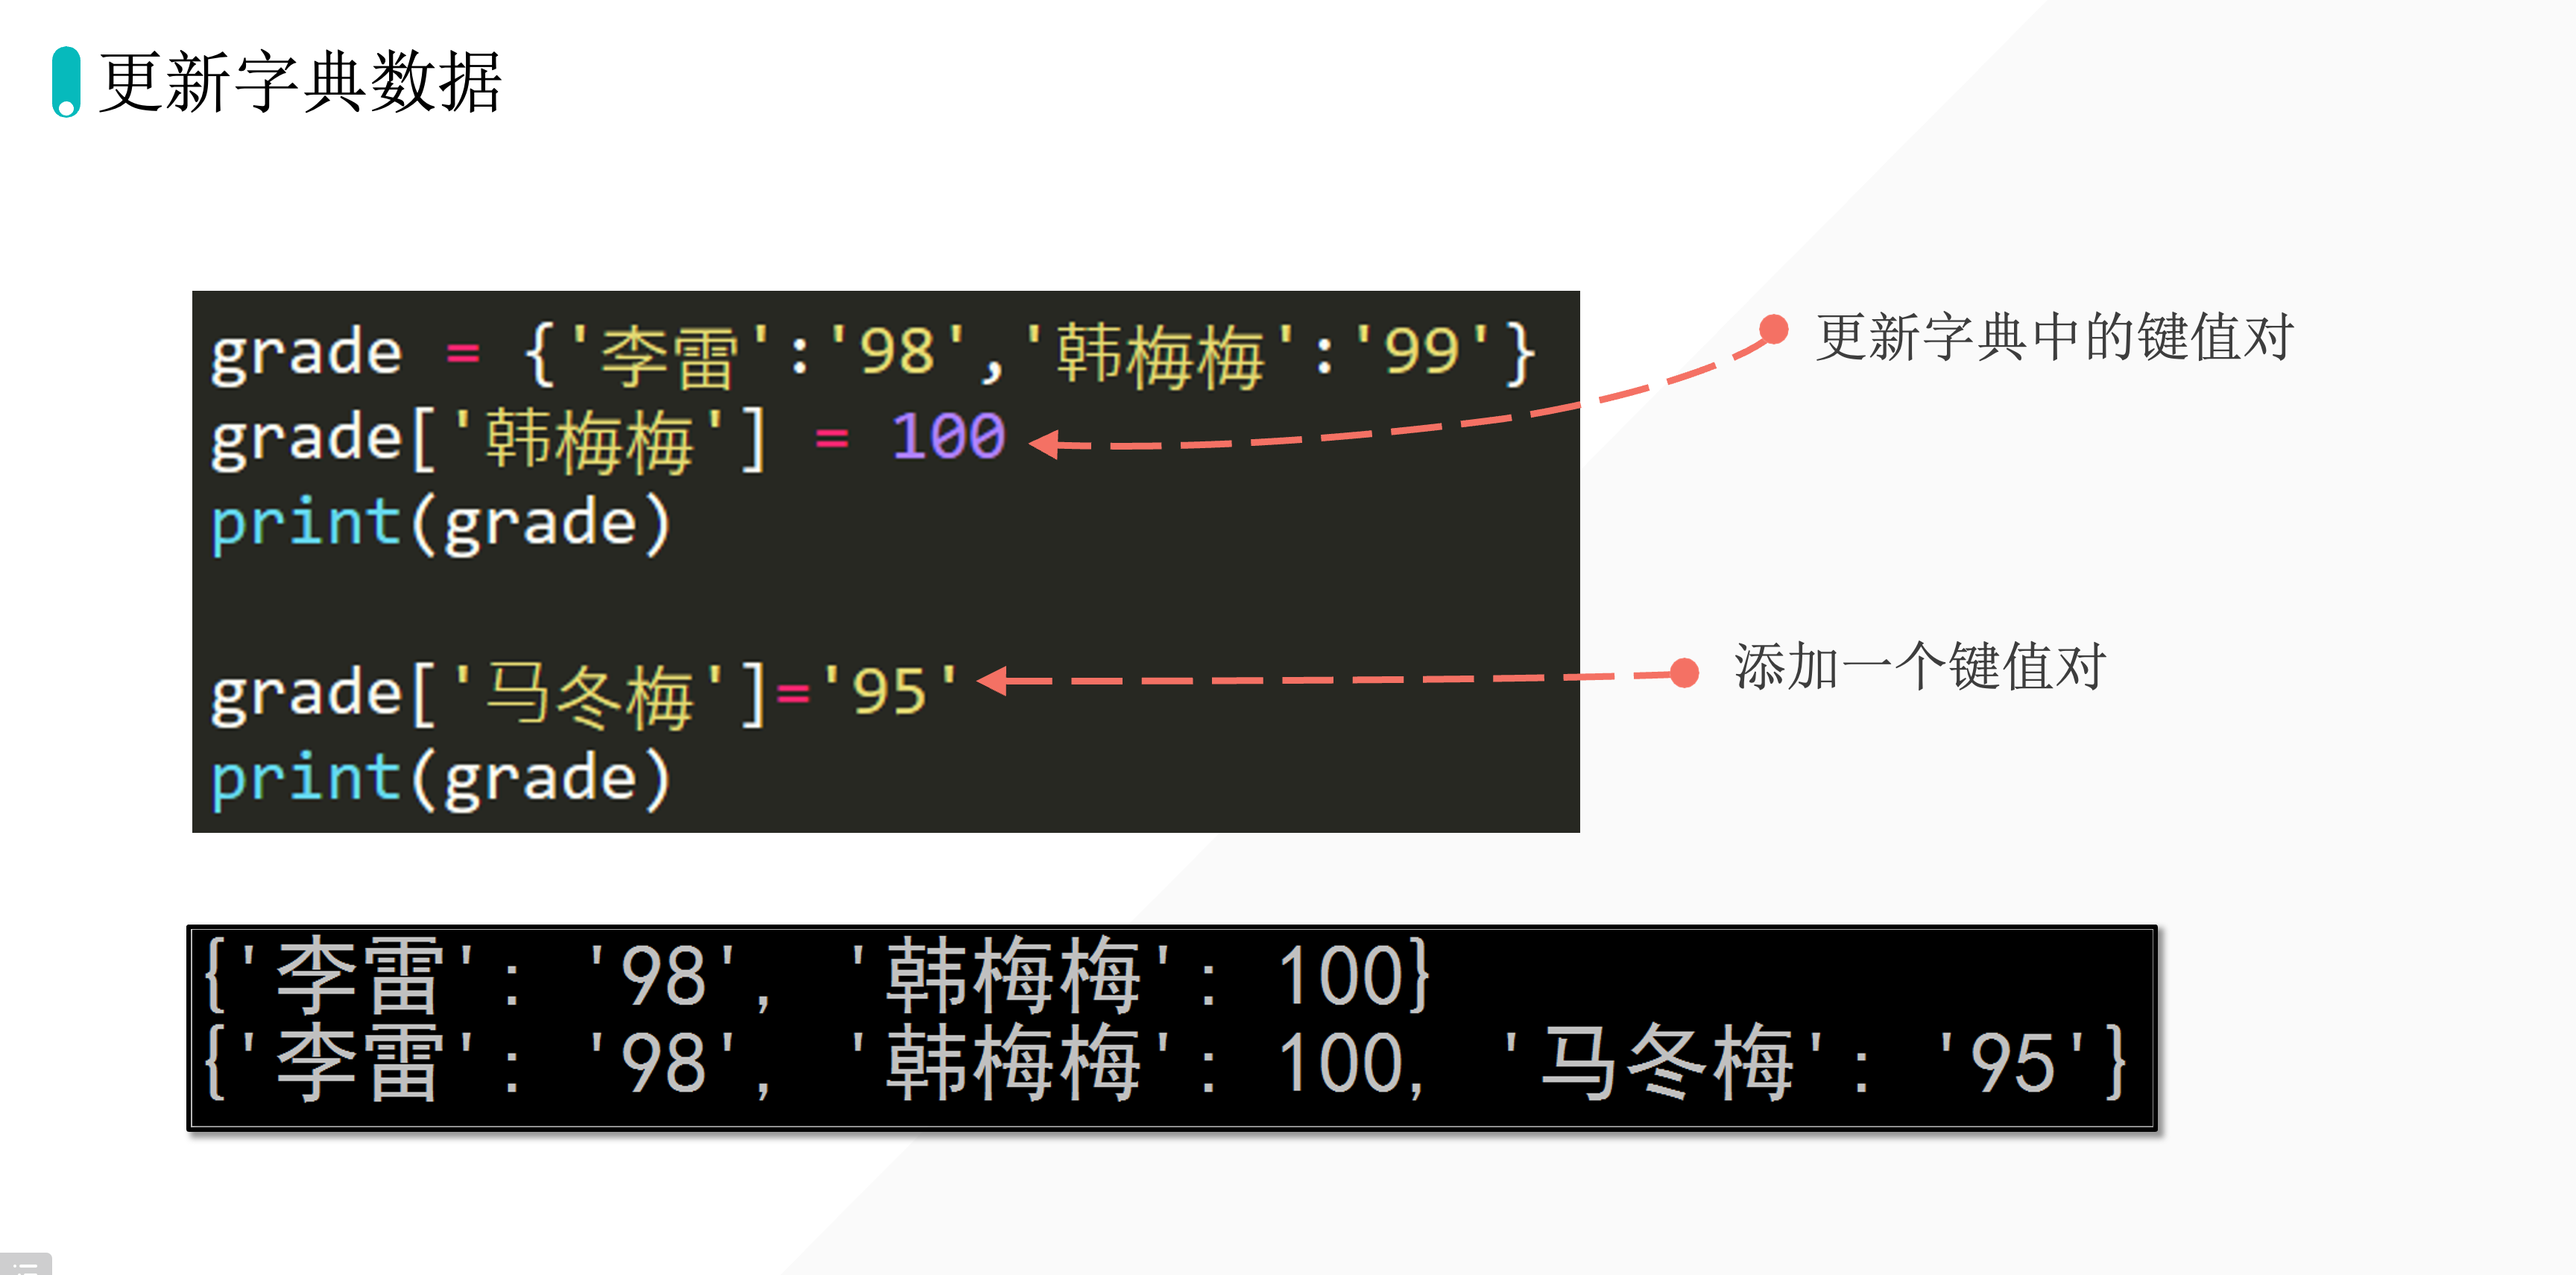 更新字典数据
grade = {'李雷':'98','韩梅梅':'99'}
更新字典中的键值对
grade['韩梅梅'] = 100
print(grade)
grade['马冬梅']='95'
添加一个键值对
print(grade)
{'李雷': '98', '韩梅梅': 100}
{'李雷': '98', '韩梅梅': 100, '马冬梅': '95'}